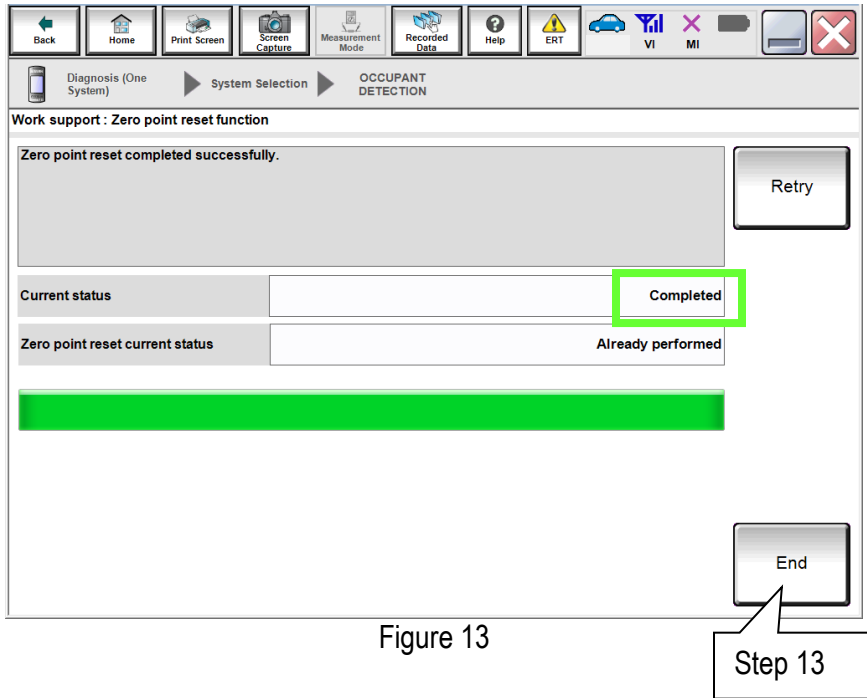 Back
Home
Print Screen
Screen
Capture
Measurement
Mode
Recorded
Data
Help
ERT
VI
MI
Diagnosis (One
System)
System Selection
OCCUPANT
DETECTION
Work support : Zero point reset function
Zero point reset completed successfully.
Retry
Current status
Completed
Zero point reset current status
Already performed
End
Figure 13
Step 13